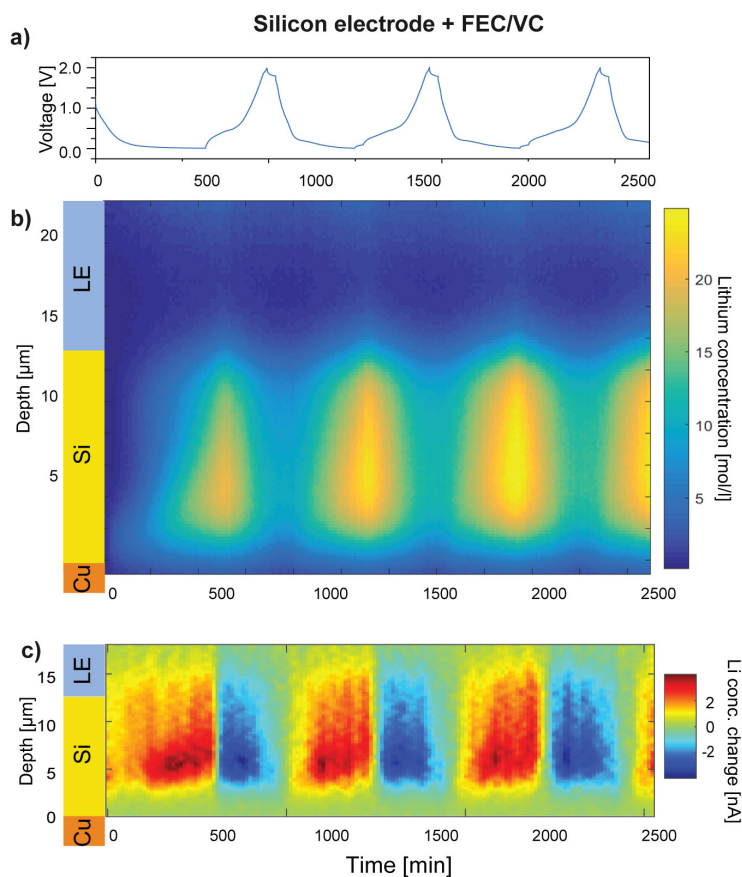 Silicon electrode + FEC/VC
a)
Voltage [V]
2.0
1.0
0.0
0 500 1000 1500 2000 2500
b)
LE
Si
Cu
Depth [µm]
20
15
10
5
0 500 1000 1500 2000 2500
20
15
10
5
Lithium concentration [mol/l]
c)
LE
Si
Cu
Depth [µm]
15
10
5
0
0 500 1000 1500 2000 2500
Time [min]
2
0
-2
Li conc. change [nA]